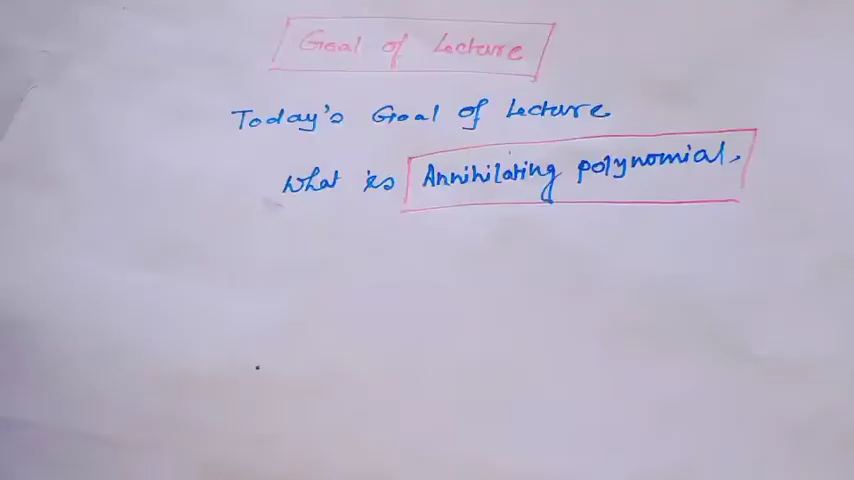 Goal of Lecture
Today's Goal of Lecture
What is Annihilating polynomial.